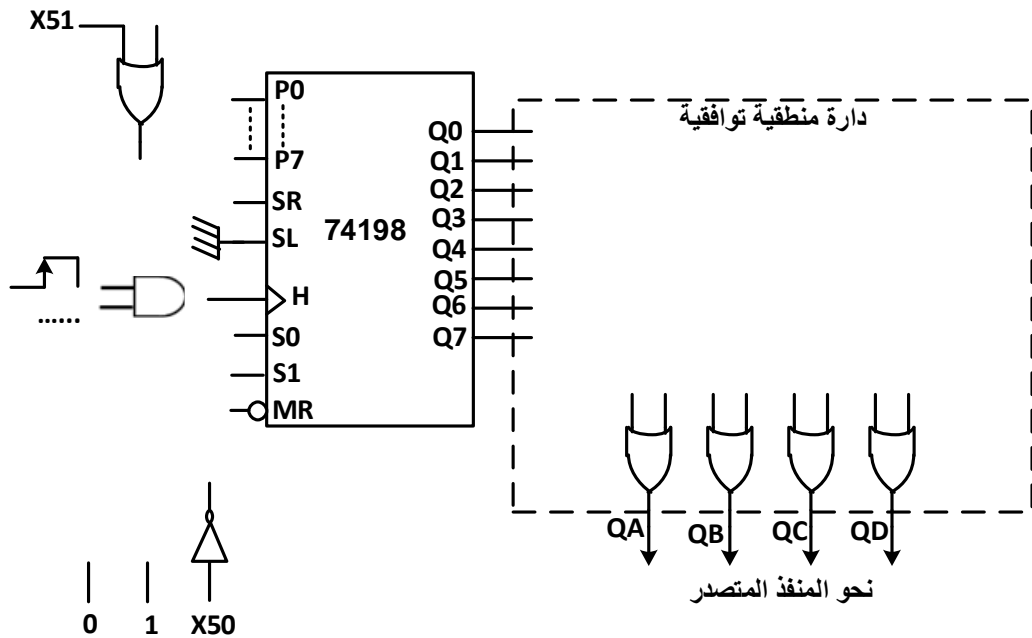 X51
P0
P7
SR
SL
H
S0
S1
MR
74198
Q0
Q1
Q2
Q3
Q4
Q5
Q6
Q7
دارة منطقية توافقية
......
QA QB QC QD
نحو المنفذ المتصدر
0 1 X50